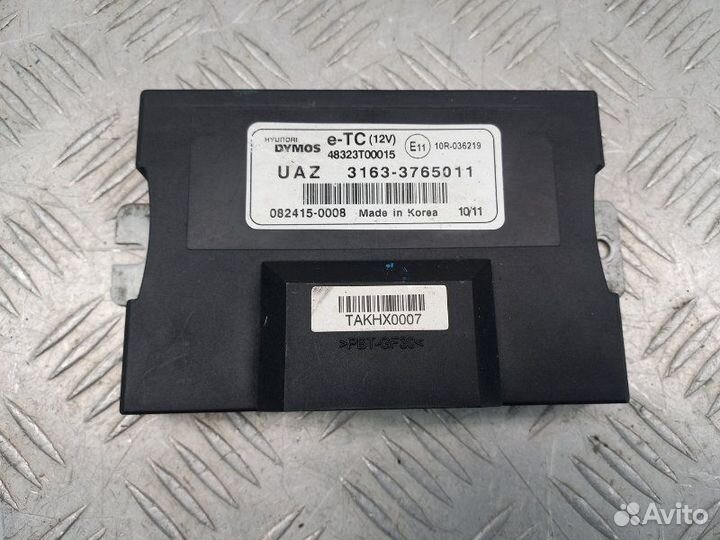 HYUNDAI
DYMOS e-TC (12V) E11 10R-036219
48323T00015
UAZ 3163-3765011
082415-0008 Made in Korea 10/11
TAKHX0007
>PBT-GF30<
Avito